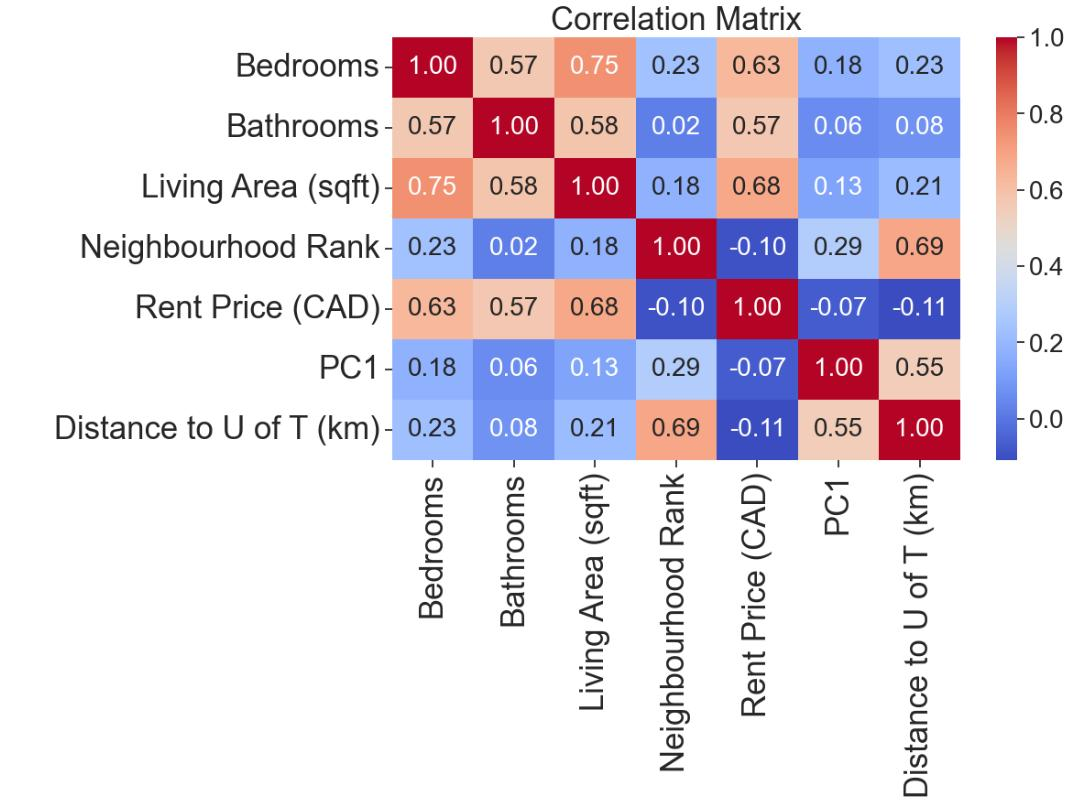 Correlation Matrix
Bedrooms 1.00 0.57 0.75 0.23 0.63 0.18 0.23
Bathrooms 0.57 1.00 0.58 0.02 0.57 0.06 0.08
Living Area (sqft) 0.75 0.58 1.00 0.18 0.68 0.13 0.21
Neighbourhood Rank 0.23 0.02 0.18 1.00 -0.10 0.29 0.69
Rent Price (CAD) 0.63 0.57 0.68 -0.10 1.00 -0.07 -0.11
PC1 0.18 0.06 0.13 0.29 -0.07 1.00 0.55
Distance to U of T (km) 0.23 0.08 0.21 0.69 -0.11 0.55 1.00
Bedrooms
Bathrooms
Living Area (sqft)
Neighbourhood Rank
Rent Price (CAD)
PC1
Distance to U of T (km)
1.0
0.8
0.6
0.4
0.2
0.0